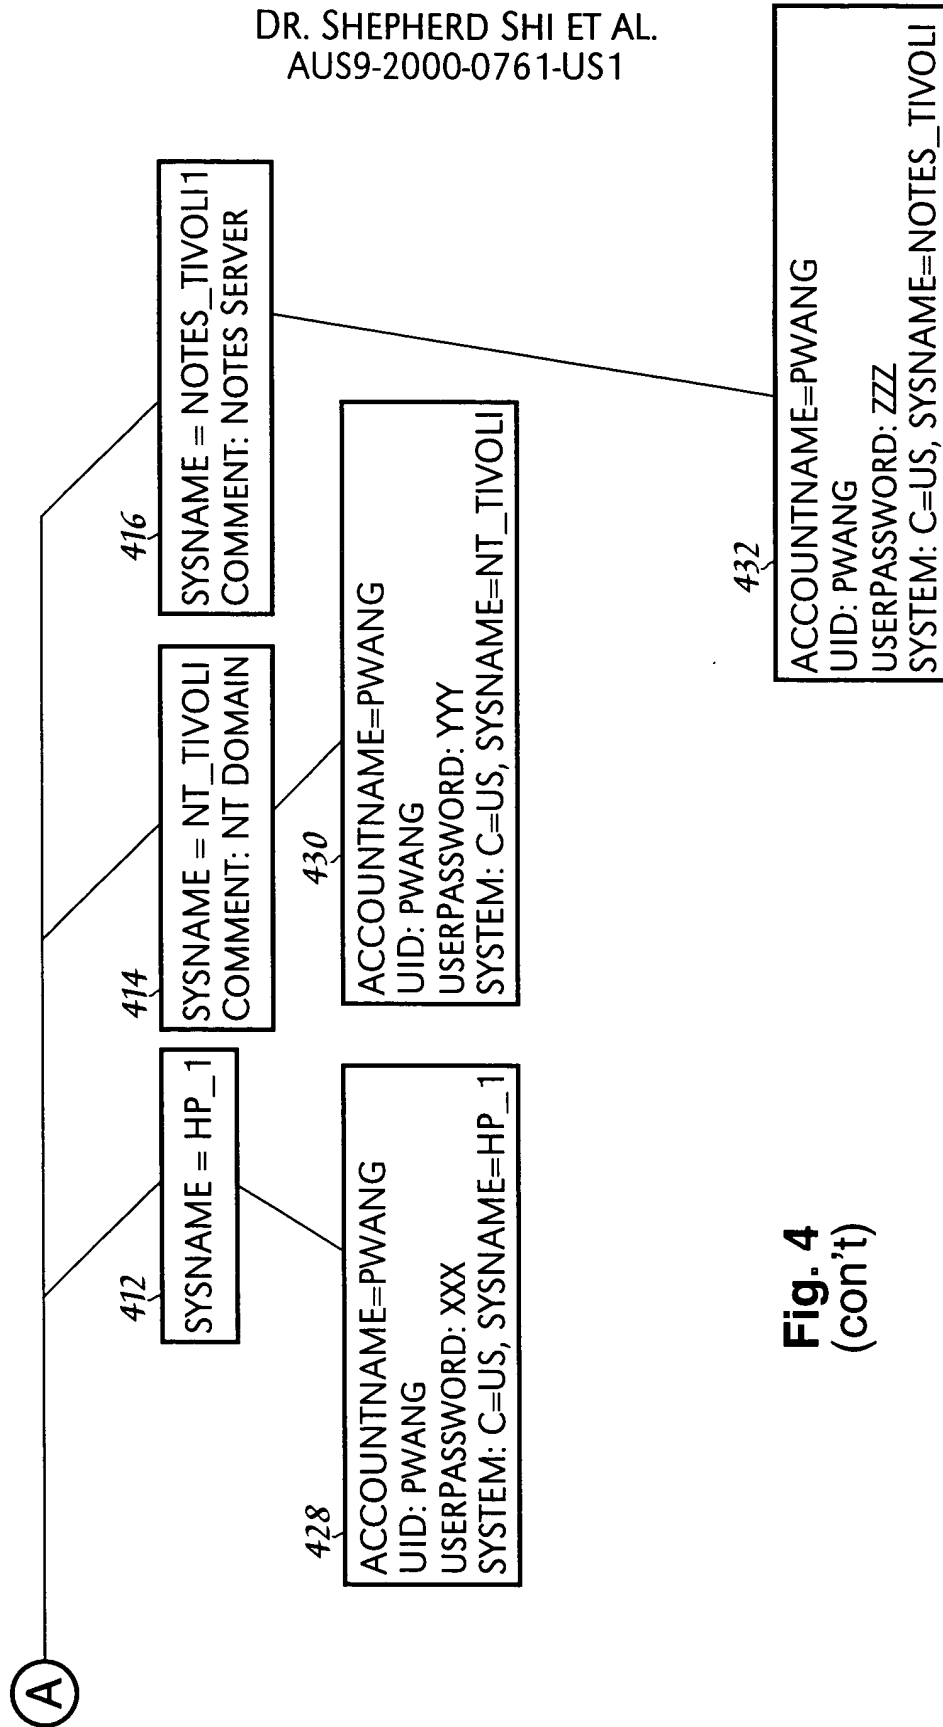 DR. SHEPHERD SHI ET AL.
AUS9-2000-0761-US1
A
412
SYSNAME = HP_1
414
SYSNAME = NT_TIVOLI
COMMENT: NT DOMAIN
416
SYSNAME = NOTES_TIVOLI1
COMMENT: NOTES SERVER
428
ACCOUNTNAME=PWANG
UID: PWANG
USERPASSWORD: XXX
SYSTEM: C=US, SYSNAME=HP_1
430
ACCOUNTNAME=PWANG
UID: PWANG
USERPASSWORD: YYY
SYSTEM: C=US, SYSNAME=NT_TIVOLI
432
ACCOUNTNAME=PWANG
UID: PWANG
USERPASSWORD: ZZZ
SYSTEM: C=US, SYSNAME=NOTES_TIVOLI
Fig. 4
(con't)